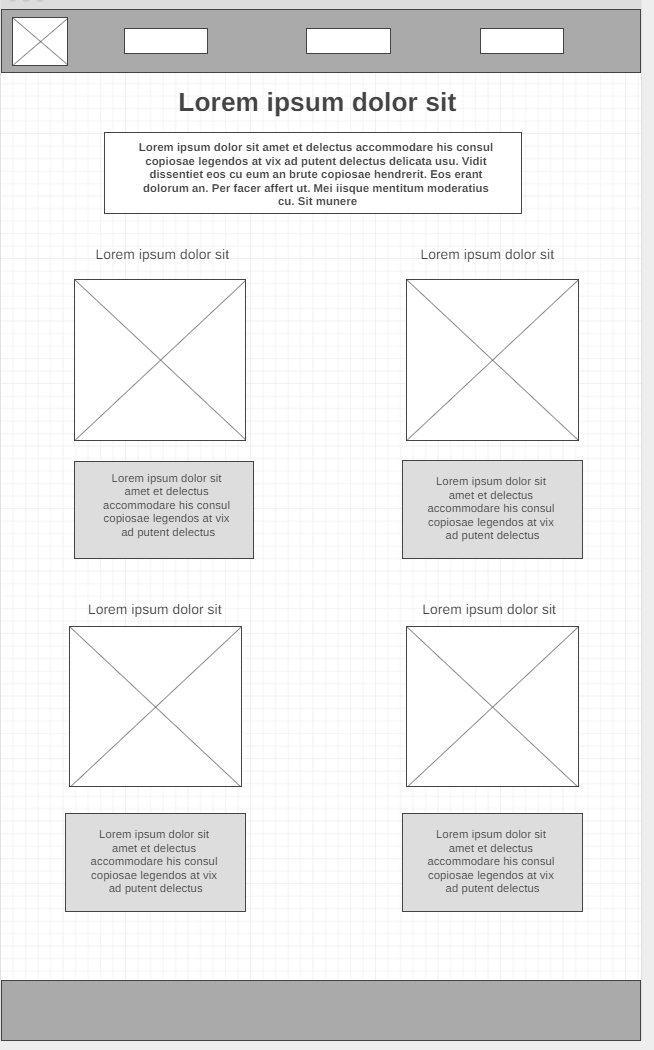 Lorem ipsum dolor sit
Lorem ipsum dolor sit amet et delectus accommodare his consul
copiosae legendos at vix ad putent delectus delicata usu. Vidit
dissentiet eos cu eum an brute copiosae hendrerit. Eos erant
dolorum an. Per facer affert ut. Mei iisque mentitum moderatius
cu. Sit munere
Lorem ipsum dolor sit
Lorem ipsum dolor sit
Lorem ipsum dolor sit
amet et delectus
accommodare his consul
copiosae legendos at vix
ad putent delectus
Lorem ipsum dolor sit
amet et delectus
accommodare his consul
copiosae legendos at vix
ad putent delectus
Lorem ipsum dolor sit
Lorem ipsum dolor sit
Lorem ipsum dolor sit
amet et delectus
accommodare his consul
copiosae legendos at vix
ad putent delectus
Lorem ipsum dolor sit
amet et delectus
accommodare his consul
copiosae legendos at vix
ad putent delectus